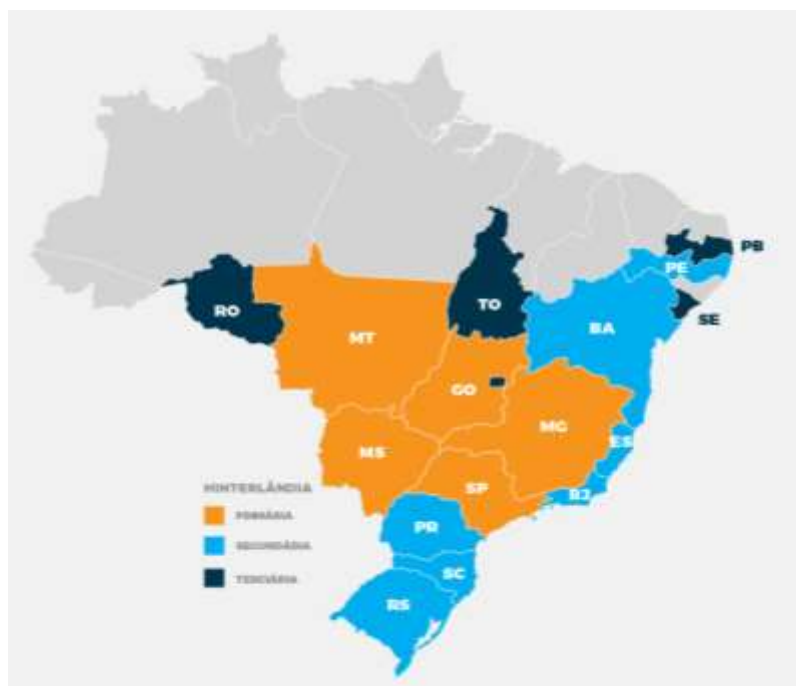 PB
PE
RO
TO
SE
BA
MT
GO
MG
ES
MS
SP
RJ
HINTERLÂNDIA
PRIMÁRIA
PR
SECUNDÁRIA
SC
TERCIÁRIA
RS